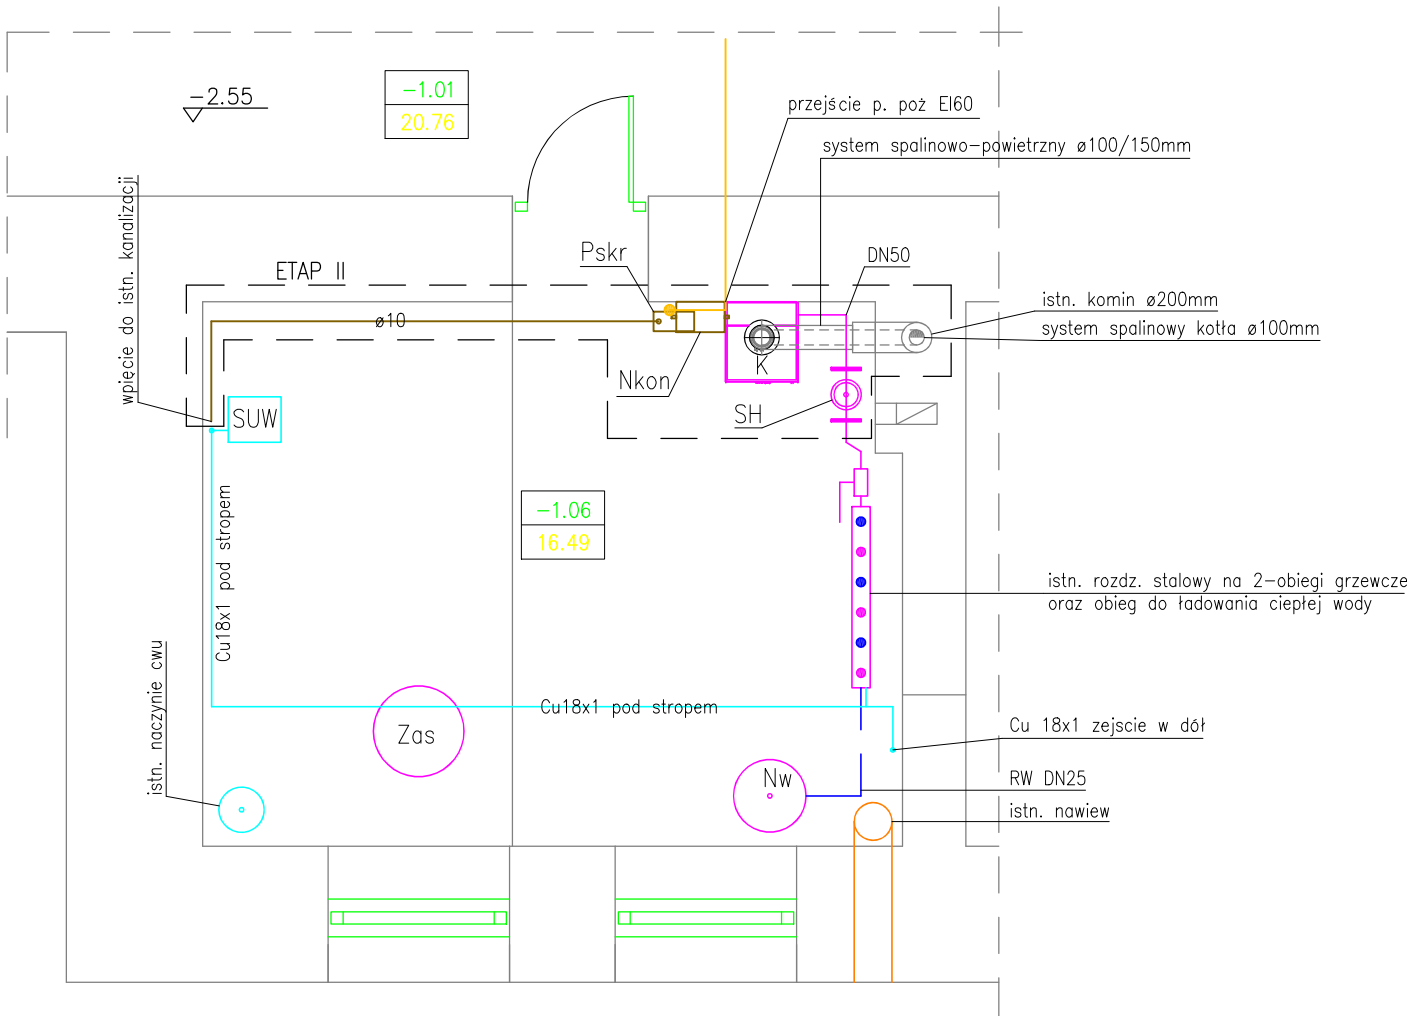 -2.55
-1.01
20.76
przejście p. poż EI60
system spalinowo-powietrzny ø100/150mm
wpięcie do istn. kanalizacji
ETAP II
Pskr
DN50
istn. komin ø200mm
system spalinowy kotła ø100mm
ø10
K
Nkon
SH
SUW
-1.06
16.49
Cu18x1 pod stropem
istn. rozdz. stalowy na 2-obiegi grzewcze
oraz obieg do ładowania ciepłej wody
istn. naczynie cwu
Cu18x1 pod stropem
Zas
Cu 18x1 zejscie w dół
Nw
RW DN25
istn. nawiew